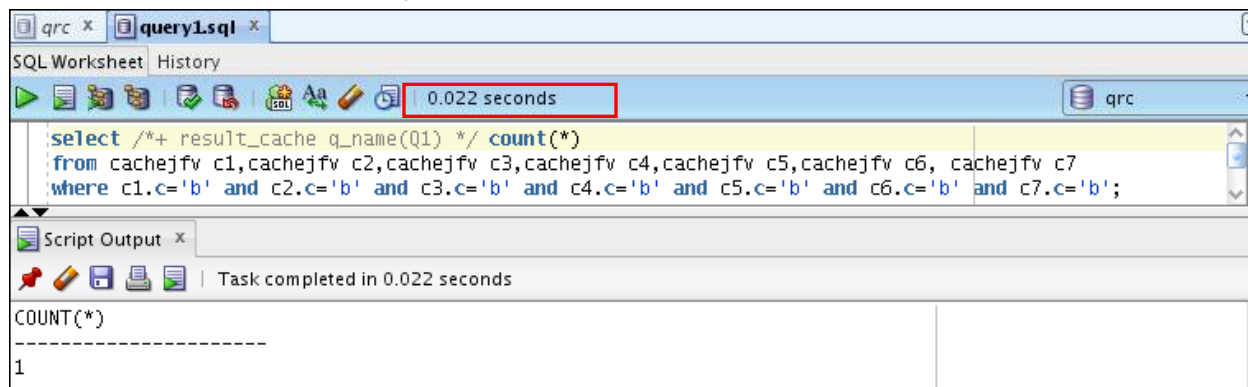 qrc x query1.sql x
SQL Worksheet History
0.022 seconds qrc
select /*+ result_cache q_name(Q1) */ count(*)
from cachejfv c1,cachejfv c2,cachejfv c3,cachejfv c4,cachejfv c5,cachejfv c6, cachejfv c7
where c1.c='b' and c2.c='b' and c3.c='b' and c4.c='b' and c5.c='b' and c6.c='b' and c7.c='b';
Script Output x
Task completed in 0.022 seconds
COUNT(*)
----------------------
1